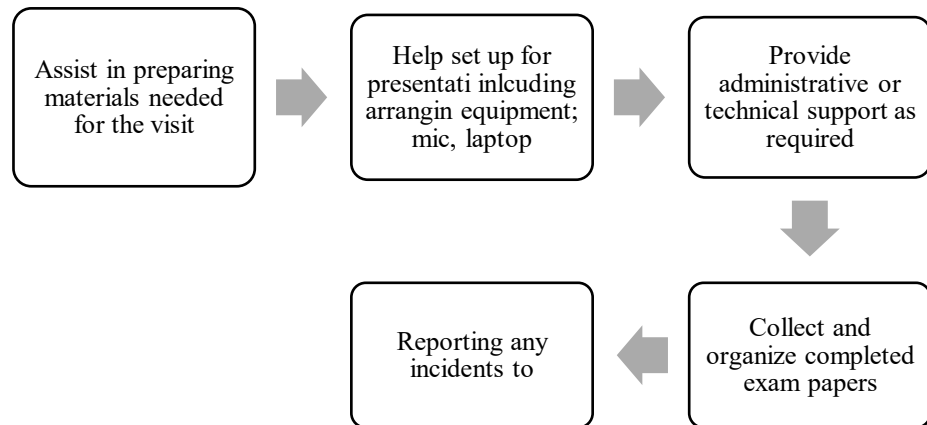 Assist in preparing
materials needed
for the visit
Help set up for
presentati inlcuding
arrangin equipment;
mic, laptop
Provide
administrative or
technical support as
required
Collect and
organize completed
exam papers
Reporting any
incidents to